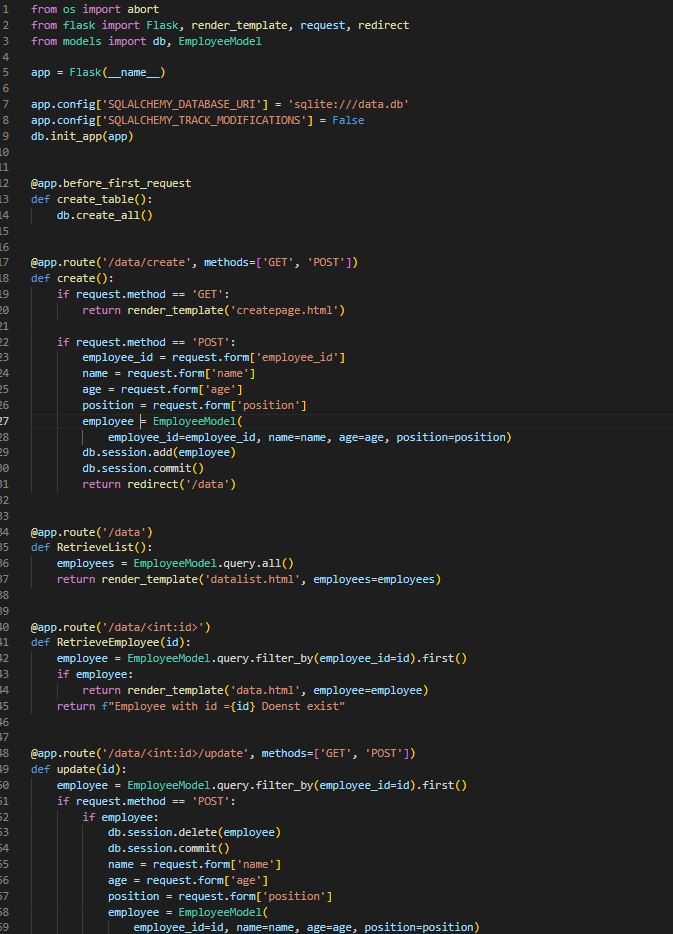 1 from os import abort
2 from flask import Flask, render_template, request, redirect
3 from models import db, EmployeeModel
4
5 app = Flask(__name__)
6
7 app.config['SQLALCHEMY_DATABASE_URI'] = 'sqlite:///data.db'
8 app.config['SQLALCHEMY_TRACK_MODIFICATIONS'] = False
9 db.init_app(app)
10
11
12 @app.before_first_request
13 def create_table():
14     db.create_all()
15
16
17 @app.route('/data/create', methods=['GET', 'POST'])
18 def create():
19     if request.method == 'GET':
20         return render_template('createpage.html')
21
22     if request.method == 'POST':
23         employee_id = request.form['employee_id']
24         name = request.form['name']
25         age = request.form['age']
26         position = request.form['position']
27         employee = EmployeeModel(
28             employee_id=employee_id, name=name, age=age, position=position)
29         db.session.add(employee)
30         db.session.commit()
31         return redirect('/data')
32
33
34 @app.route('/data')
35 def RetrieveList():
36     employees = EmployeeModel.query.all()
37     return render_template('datalist.html', employees=employees)
38
39
40 @app.route('/data/<int:id>')
41 def RetrieveEmployee(id):
42     employee = EmployeeModel.query.filter_by(employee_id=id).first()
43     if employee:
44         return render_template('data.html', employee=employee)
45     return f"Employee with id ={id} Doenst exist"
46
47
48 @app.route('/data/<int:id>/update', methods=['GET', 'POST'])
49 def update(id):
50     employee = EmployeeModel.query.filter_by(employee_id=id).first()
51     if request.method == 'POST':
52         if employee:
53             db.session.delete(employee)
54             db.session.commit()
55             name = request.form['name']
56             age = request.form['age']
57             position = request.form['position']
58             employee = EmployeeModel(
59                 employee_id=id, name=name, age=age, position=position)